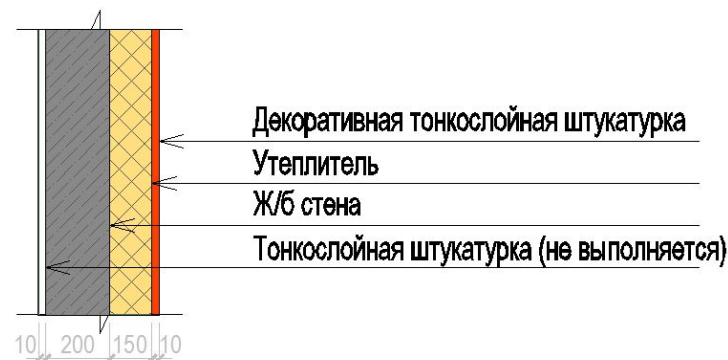 Декоративная тонкослойная штукатурка
Утеплитель
Ж/б стена
Тонкослойная штукатурка (не выполняется)
10 200 150 10